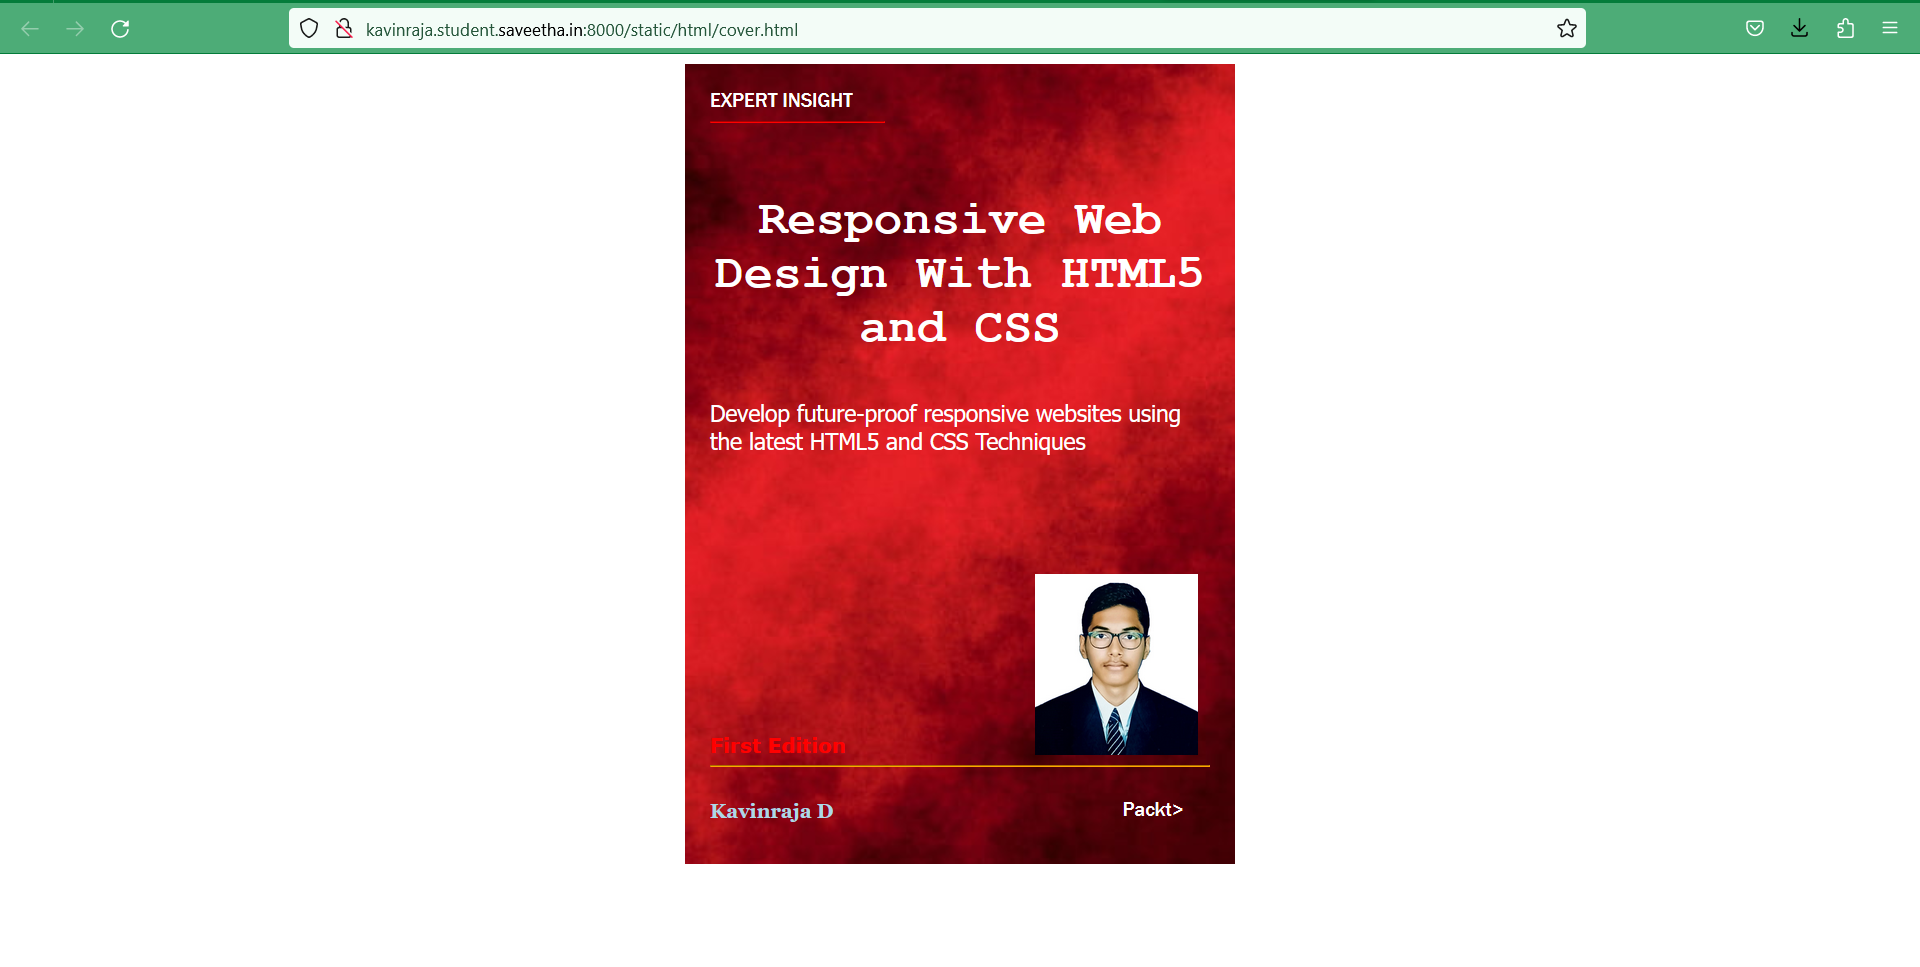 kavinraja.student.saveetha.in:8000/static/html/cover.html
EXPERT INSIGHT
Responsive Web
Design With HTML5
and CSS
Develop future-proof responsive websites using
the latest HTML5 and CSS Techniques
First Edition
Kavinraja D
Packt>